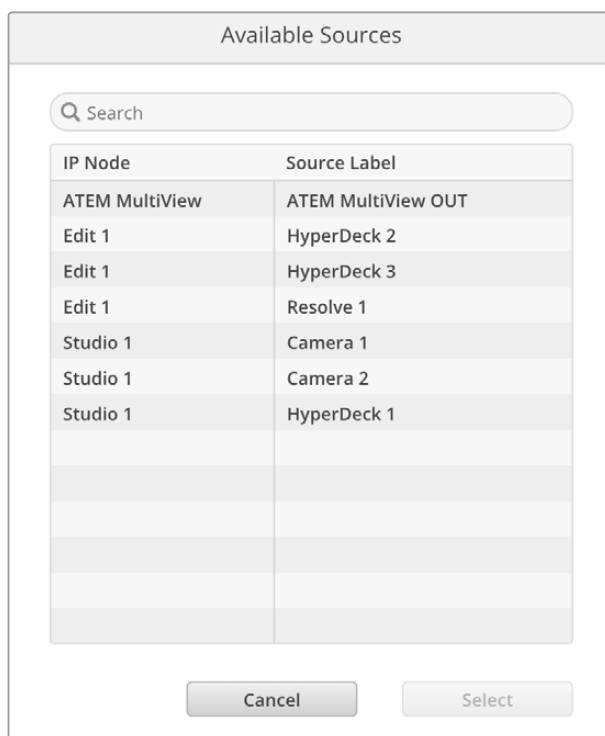 Available Sources
Search
IP Node Source Label
ATEM MultiView ATEM MultiView OUT
Edit 1 HyperDeck 2
Edit 1 HyperDeck 3
Edit 1 Resolve 1
Studio 1 Camera 1
Studio 1 Camera 2
Studio 1 HyperDeck 1
Cancel Select